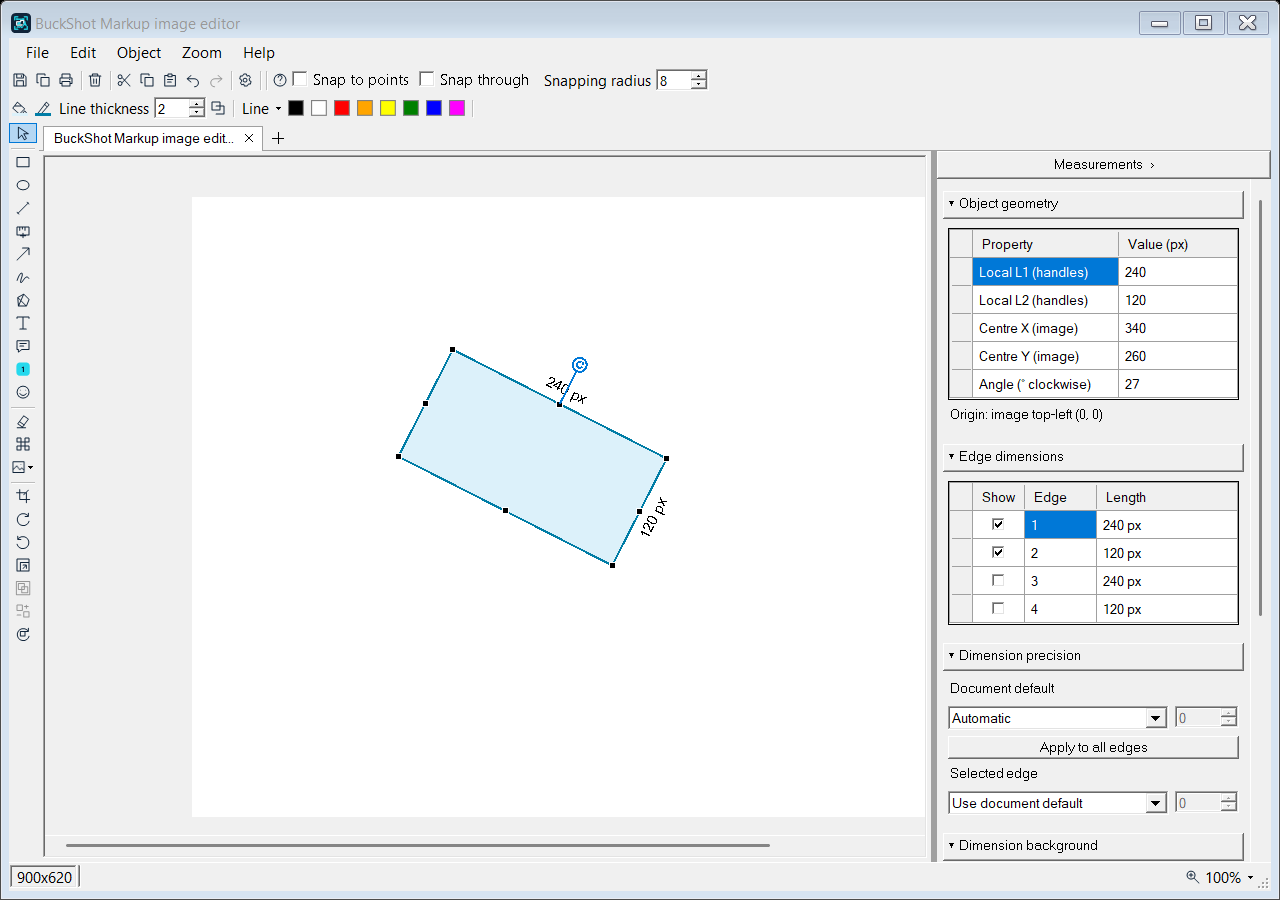 BuckShot Markup image editor
File Edit Object Zoom Help
Snap to points Snap through Snapping radius 8
Line thickness 2 Line
BuckShot Markup image edit...
Measurements
Object geometry
Property Value (px)
Local L1 (handles) 240
Local L2 (handles) 120
Centre X (image) 340
Centre Y (image) 260
Angle (° clockwise) 27
Origin: image top-left (0, 0)
240 px
120 px
1
Edge dimensions
Show Edge Length
1 240 px
2 120 px
3 240 px
4 120 px
Dimension precision
Document default
Automatic 0
Apply to all edges
Selected edge
Use document default 0
Dimension background
900x620
100%